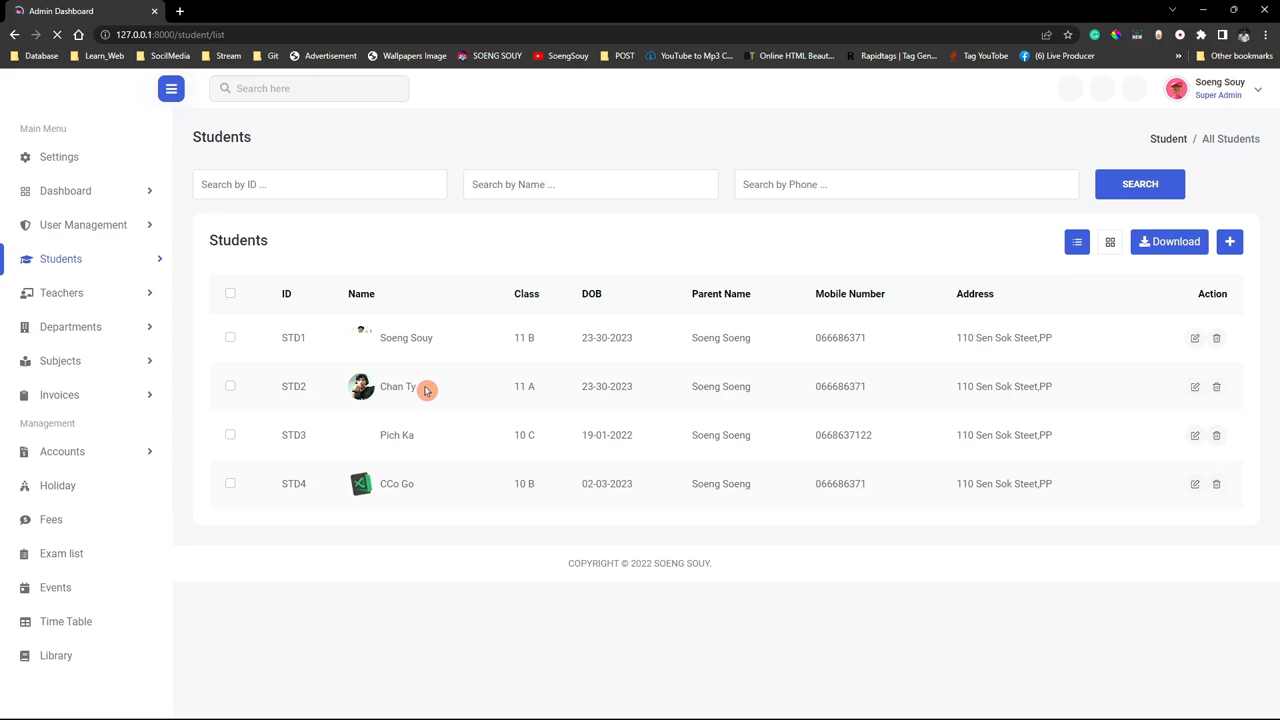 Admin Dashboard
127.0.0.1:8000/student/list
Database Learn_Web SocilMedia Stream Git Advertisement Wallpapers Image SOENG SOUY SoengSouy POST YouTube to Mp3 C... Online HTML Beaut... Rapidtags | Tag Gen... Tag YouTube (6) Live Producer » Other bookmarks
Search here
Soeng Souy
Super Admin
Main Menu
Settings
Dashboard
User Management
Students
Teachers
Departments
Subjects
Invoices
Management
Accounts
Holiday
Fees
Exam list
Events
Time Table
Library
Students
Student / All Students
Search by ID ... Search by Name ... Search by Phone ... SEARCH
Students
Download
ID Name Class DOB Parent Name Mobile Number Address Action
STD1 Soeng Souy 11 B 23-30-2023 Soeng Soeng 066686371 110 Sen Sok Steet,PP
STD2 Chan Ty 11 A 23-30-2023 Soeng Soeng 066686371 110 Sen Sok Steet,PP
STD3 Pich Ka 10 C 19-01-2022 Soeng Soeng 0668637122 110 Sen Sok Steet,PP
STD4 CCo Go 10 B 02-03-2023 Soeng Soeng 066686371 110 Sen Sok Steet,PP
COPYRIGHT © 2022 SOENG SOUY.